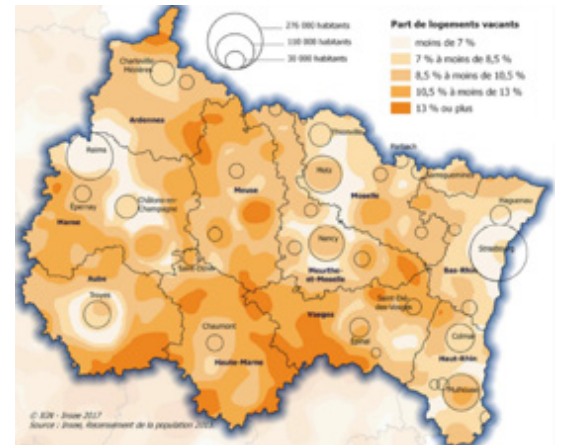 276 000 habitants
110 000 habitants
30 000 habitants
Part de logements vacants
moins de 7 %
7 % à moins de 8,5 %
8,5 % à moins de 10,5 %
10,5 % à moins de 13 %
13 % ou plus
Charleville
Mézières
Ardennes
Thionville
Forbach
Reims
Metz
Sarreguemines
Meuse
Moselle
Haguenau
Épernay
Châlons-en-
Champagne
Marne
Nancy
Strasbourg
Saint-Dizier
Meurthe-
et-Moselle
Bas-Rhin
Aube
Troyes
Vosges
Saint-Dié
des-Vosges
Chaumont
Épinal
Colmar
Haute-Marne
Haut-Rhin
Mulhouse
© IGN - Insee 2017
Source : Insee, Recensement de la population